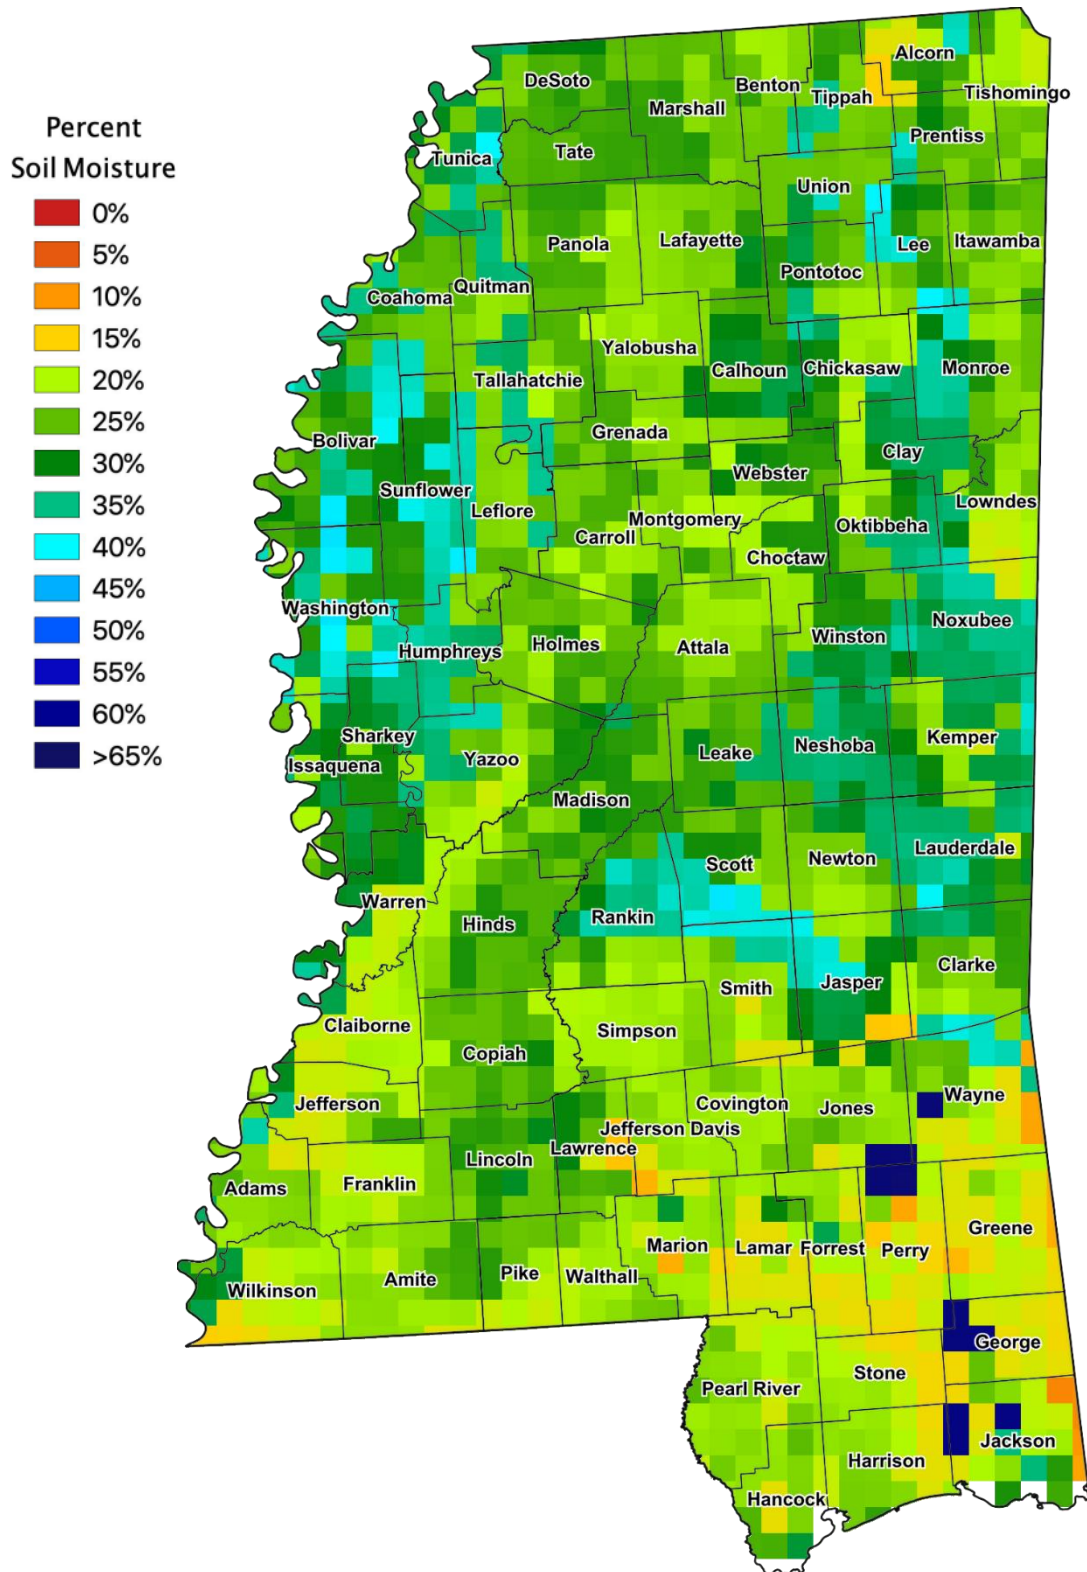 Percent
Soil Moisture
0%
5%
10%
15%
20%
25%
30%
35%
40%
45%
50%
55%
60%
>65%
Alcorn
DeSoto
Benton
Tippah
Tishomingo
Marshall
Prentiss
Tunica
Tate
Union
Panola
Lafayette
Lee
Itawamba
Pontotoc
Quitman
Coahoma
Yalobusha
Calhoun
Chickasaw
Monroe
Tallahatchie
Bolivar
Grenada
Clay
Webster
Sunflower
Leflore
Lowndes
Montgomery
Oktibbeha
Carroll
Choctaw
Washington
Noxubee
Winston
Holmes
Attala
Humphreys
Sharkey
Kemper
Neshoba
Leake
Yazoo
Issaquena
Madison
Lauderdale
Newton
Scott
Warren
Rankin
Hinds
Clarke
Jasper
Smith
Claiborne
Simpson
Copiah
Wayne
Jefferson
Covington
Jones
Jefferson Davis
Lawrence
Lincoln
Franklin
Adams
Greene
Marion
Lamar
Forrest
Perry
Pike
Walthall
Amite
Wilkinson
George
Stone
Pearl River
Jackson
Harrison
Hancock